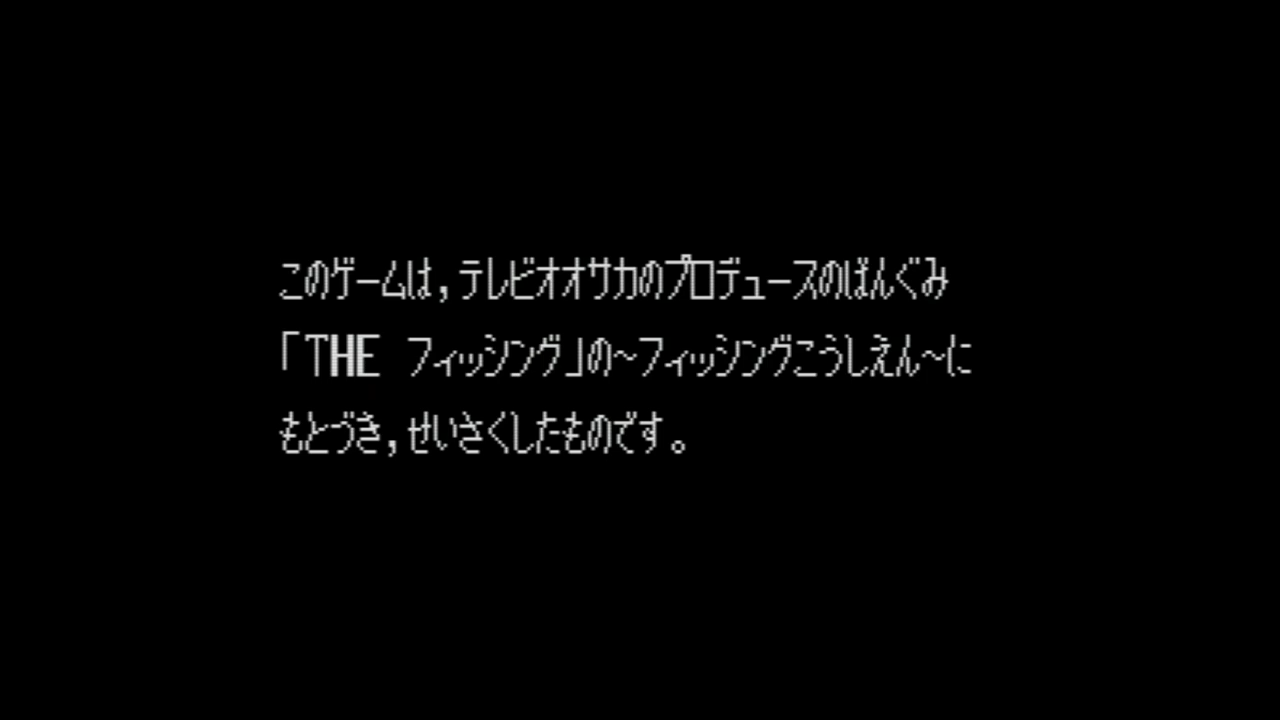 このゲームは,テレビオオサカのプロデュースのばんぐみ
「THE フィッシング」の~フィッシングこうしえん~に
もとづき,せいさくしたものです。